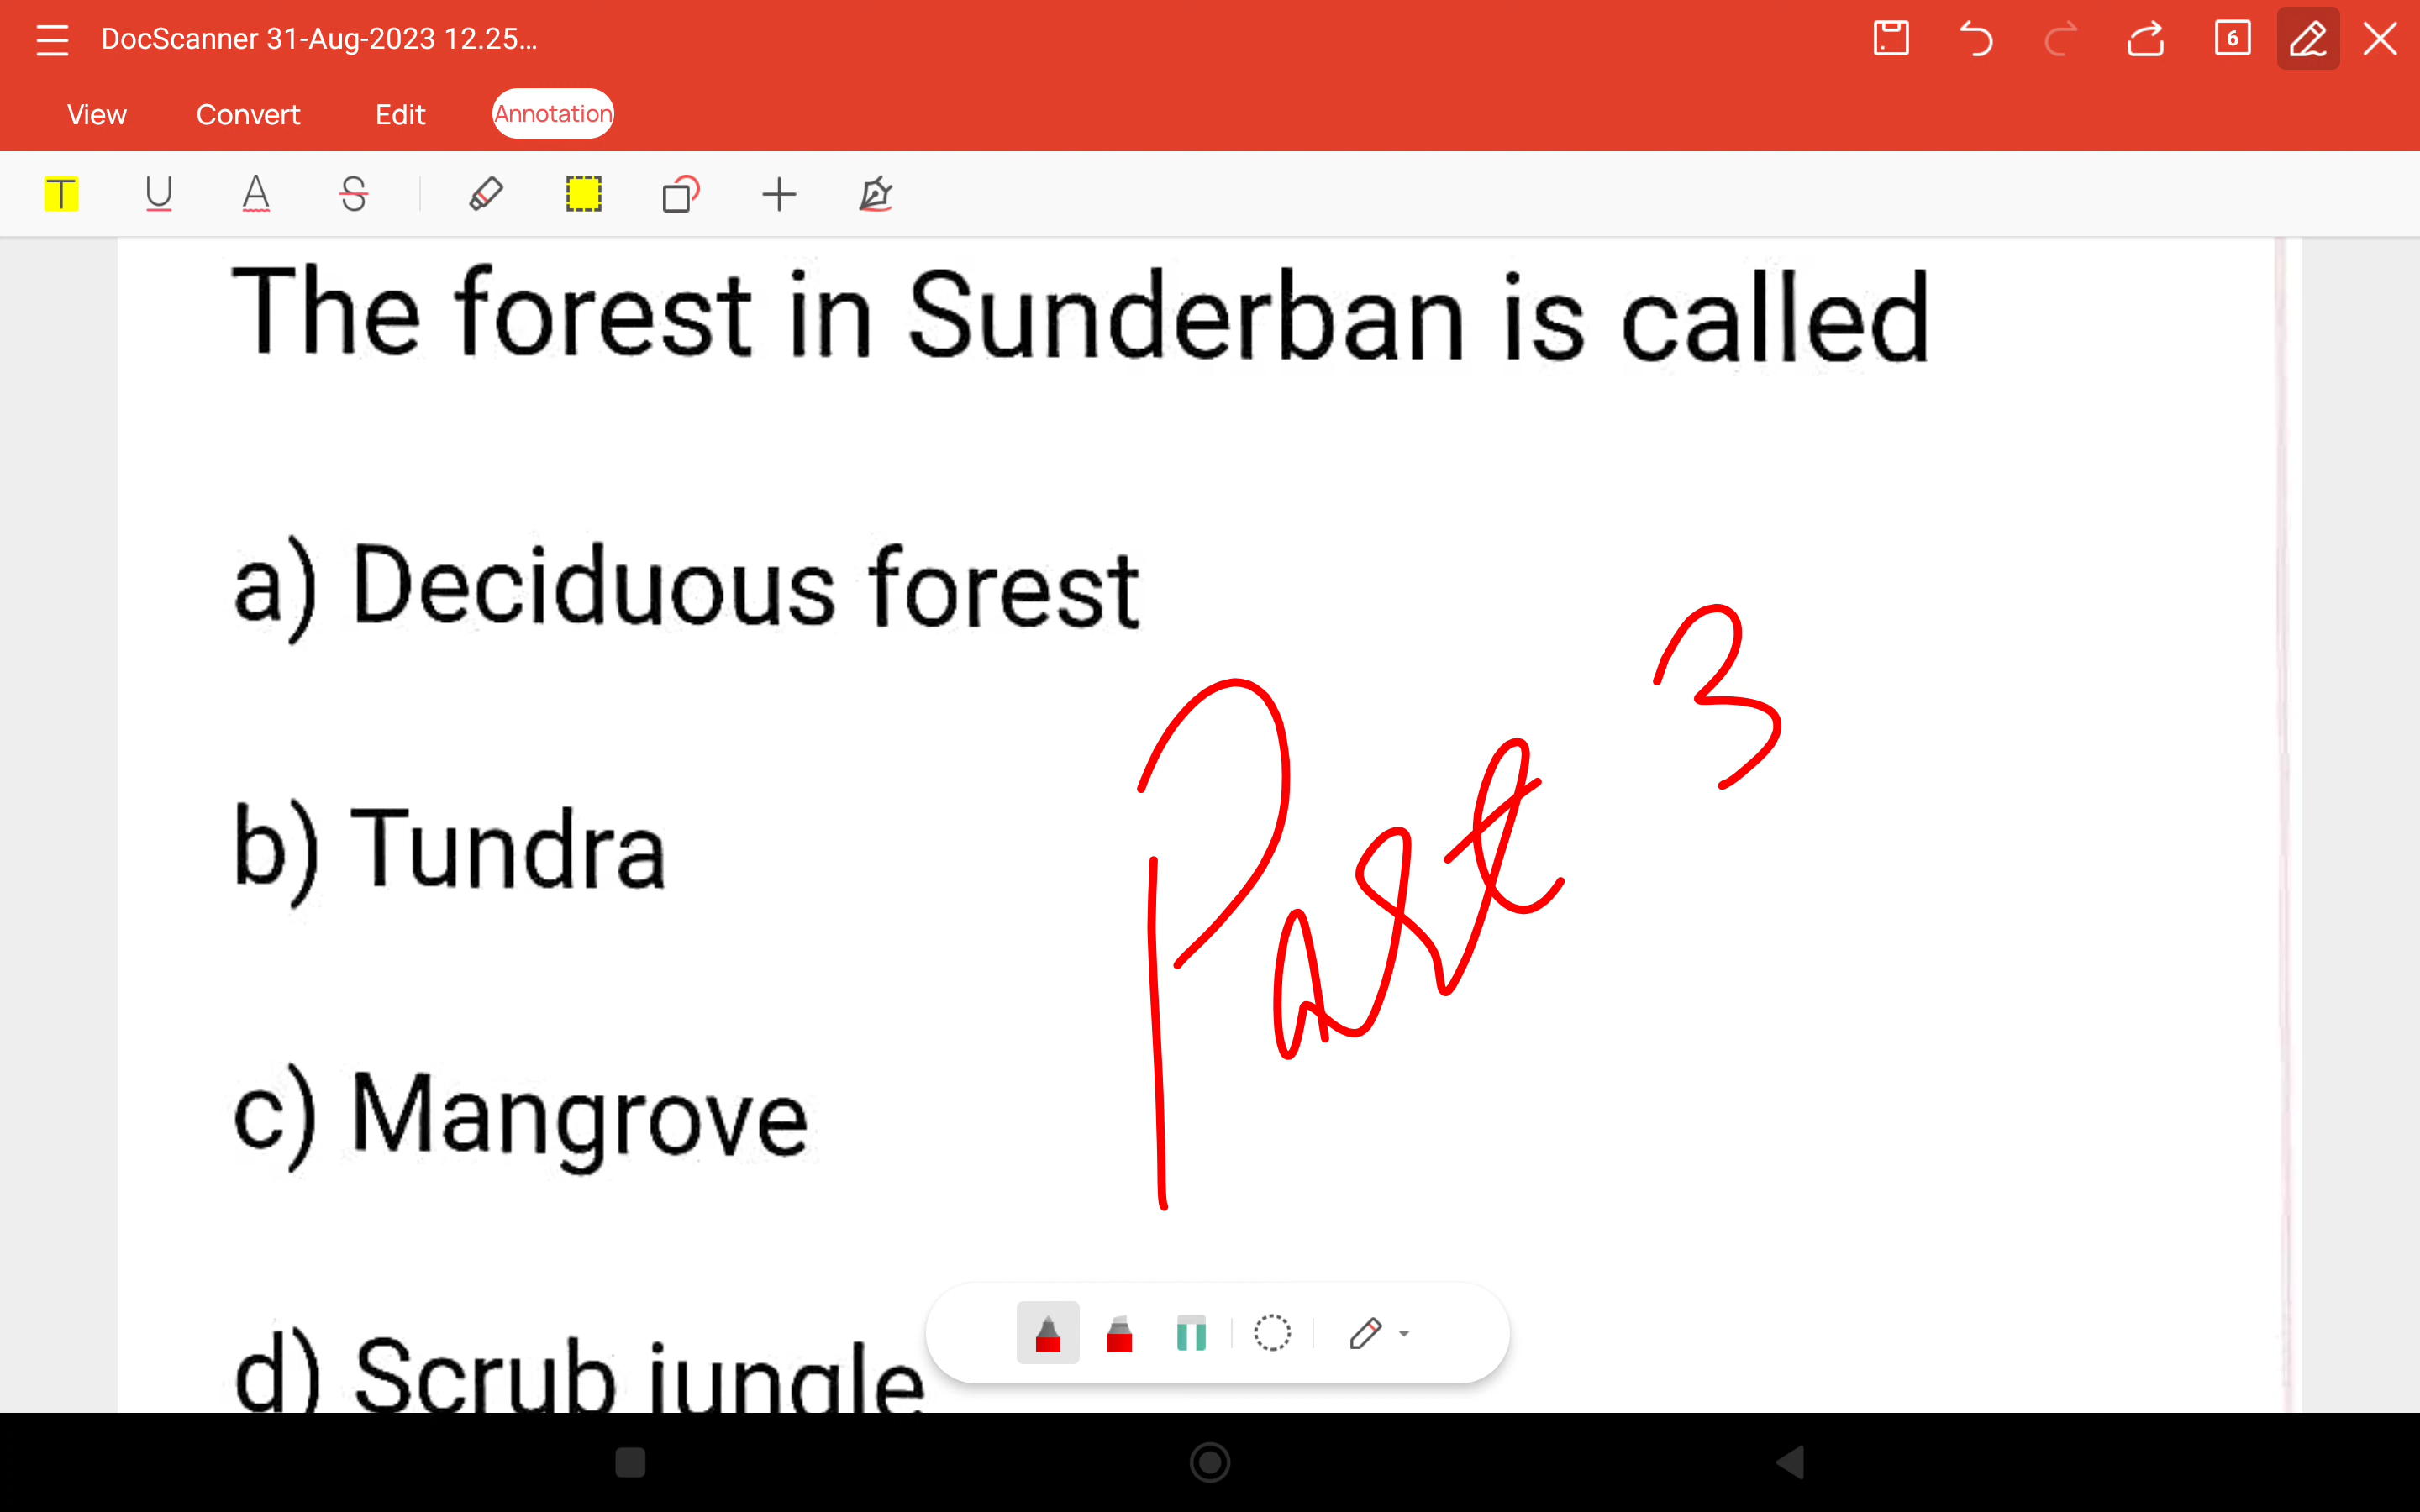 DocScanner 31-Aug-2023 12.25...
6
View Convert Edit Annotation
T U A S
The forest in Sunderban is called
a) Deciduous forest
b) Tundra
c) Mangrove
d) Scrub jungle
Part 3